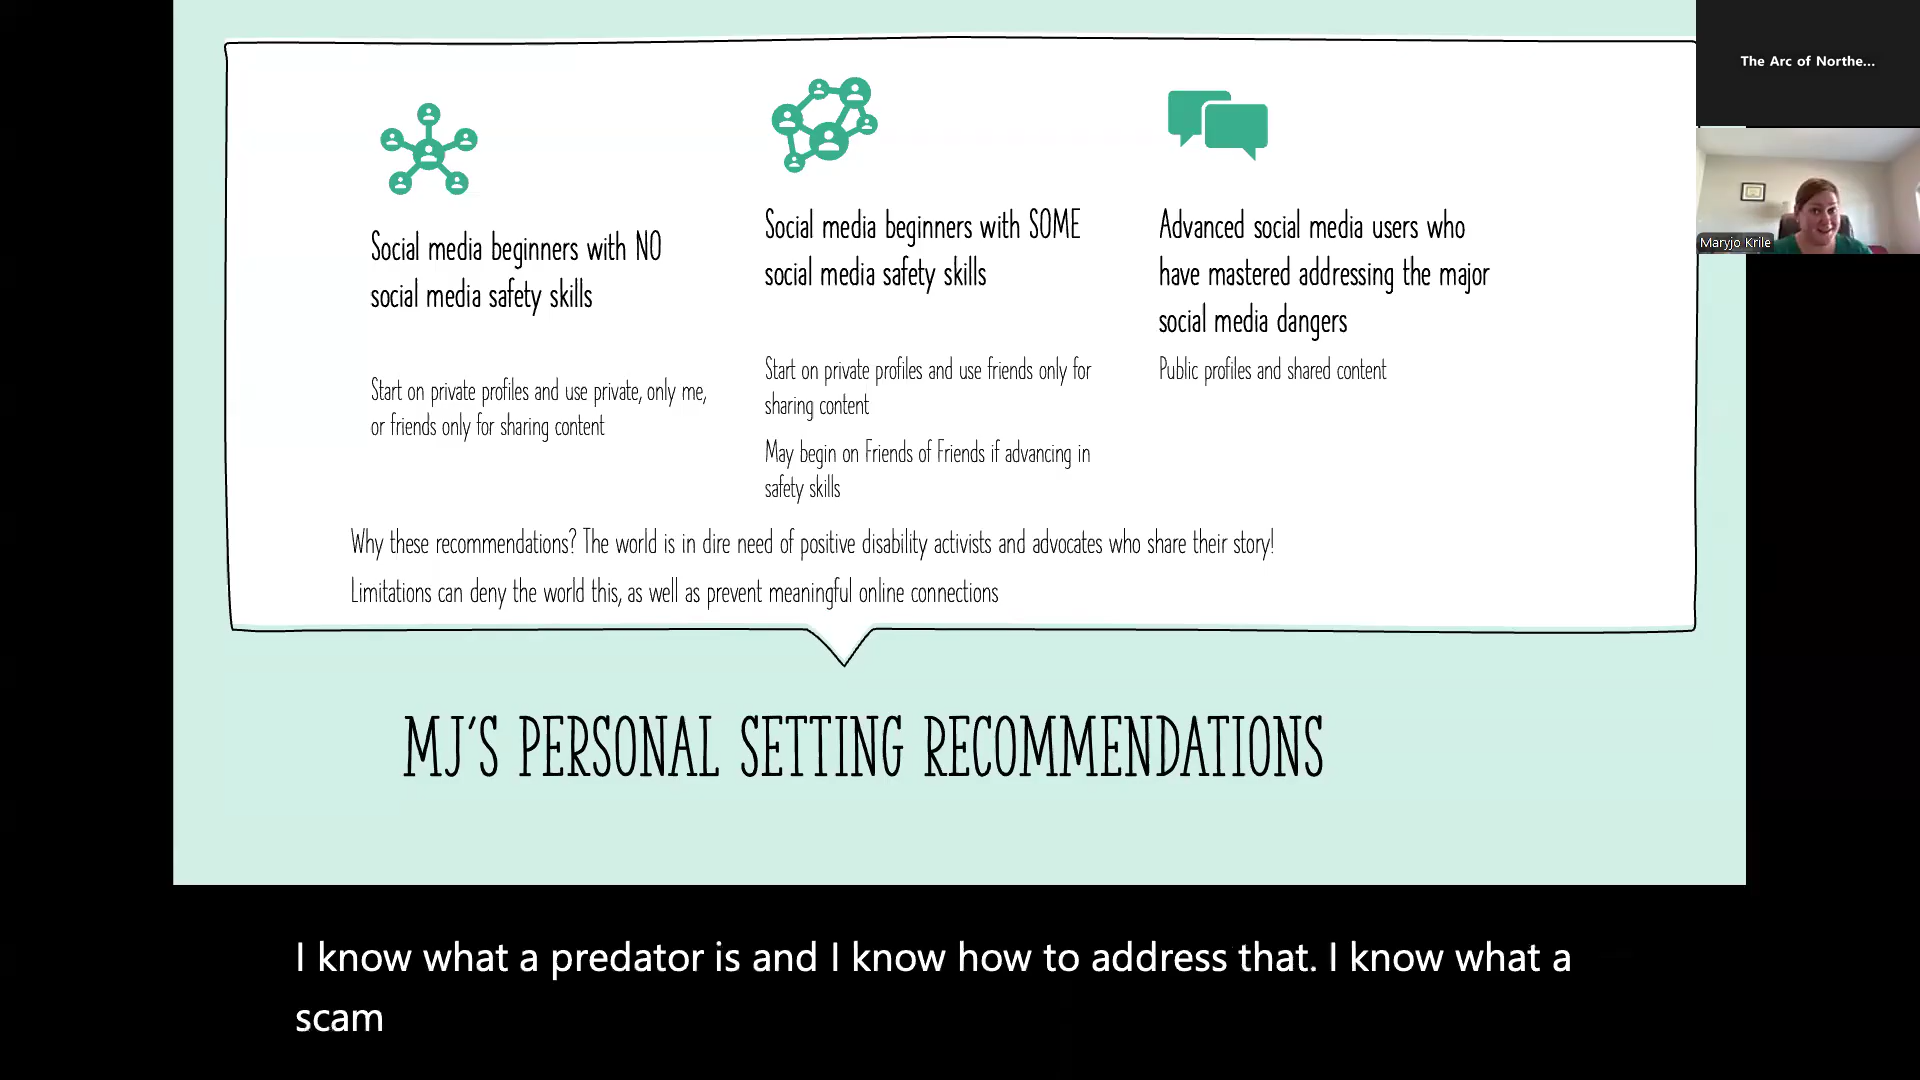 Social media beginners with NO
social media safety skills
Start on private profiles and use private, only me,
or friends only for sharing content
Social media beginners with SOME
social media safety skills
Start on private profiles and use friends only for
sharing content
May begin on Friends of Friends if advancing in
safety skills
Advanced social media users who
have mastered addressing the major
social media dangers
Public profiles and shared content
Why these recommendations? The world is in dire need of positive disability activists and advocates who share their story!
Limitations can deny the world this, as well as prevent meaningful online connections
MJ'S PERSONAL SETTING RECOMMENDATIONS
The Arc of Northe...
Maryjo Krile
I know what a predator is and I know how to address that. I know what a
scam